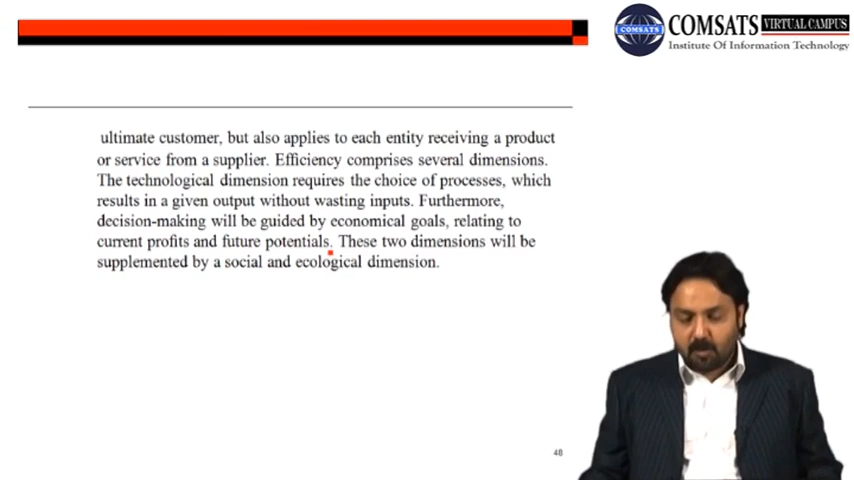 COMSATS
COMSATS VIRTUAL CAMPUS
Institute Of Information Technology
ultimate customer, but also applies to each entity receiving a product
or service from a supplier. Efficiency comprises several dimensions.
The technological dimension requires the choice of processes, which
results in a given output without wasting inputs. Furthermore,
decision-making will be guided by economical goals, relating to
current profits and future potentials. These two dimensions will be
supplemented by a social and ecological dimension.
48